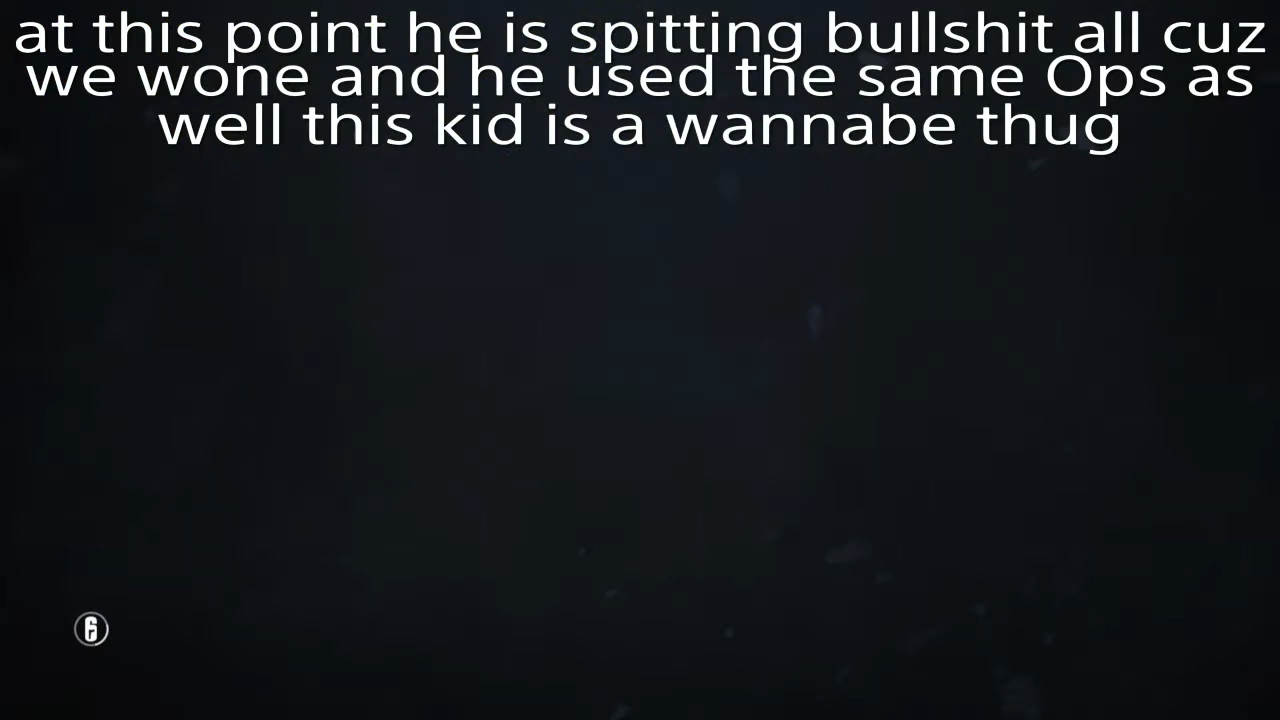 at this point he is spitting bullshit all cuz
we wone and he used the same Ops as
well this kid is a wannabe thug
6